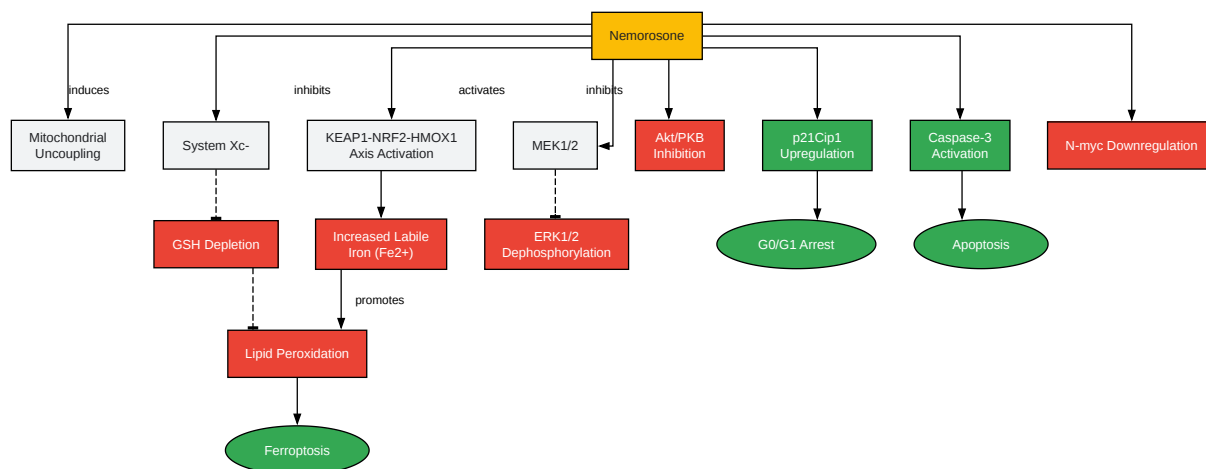 Nemorosone
induces
inhibits
activates
inhibits
Mitochondrial
Uncoupling
System Xc-
KEAP1-NRF2-HMOX1
Axis Activation
MEK1/2
Akt/PKB
Inhibition
p21Cip1
Upregulation
Caspase-3
Activation
N-myc Downregulation
GSH Depletion
Increased Labile
Iron (Fe2+)
ERK1/2
Dephosphorylation
G0/G1 Arrest
Apoptosis
promotes
Lipid Peroxidation
Ferroptosis